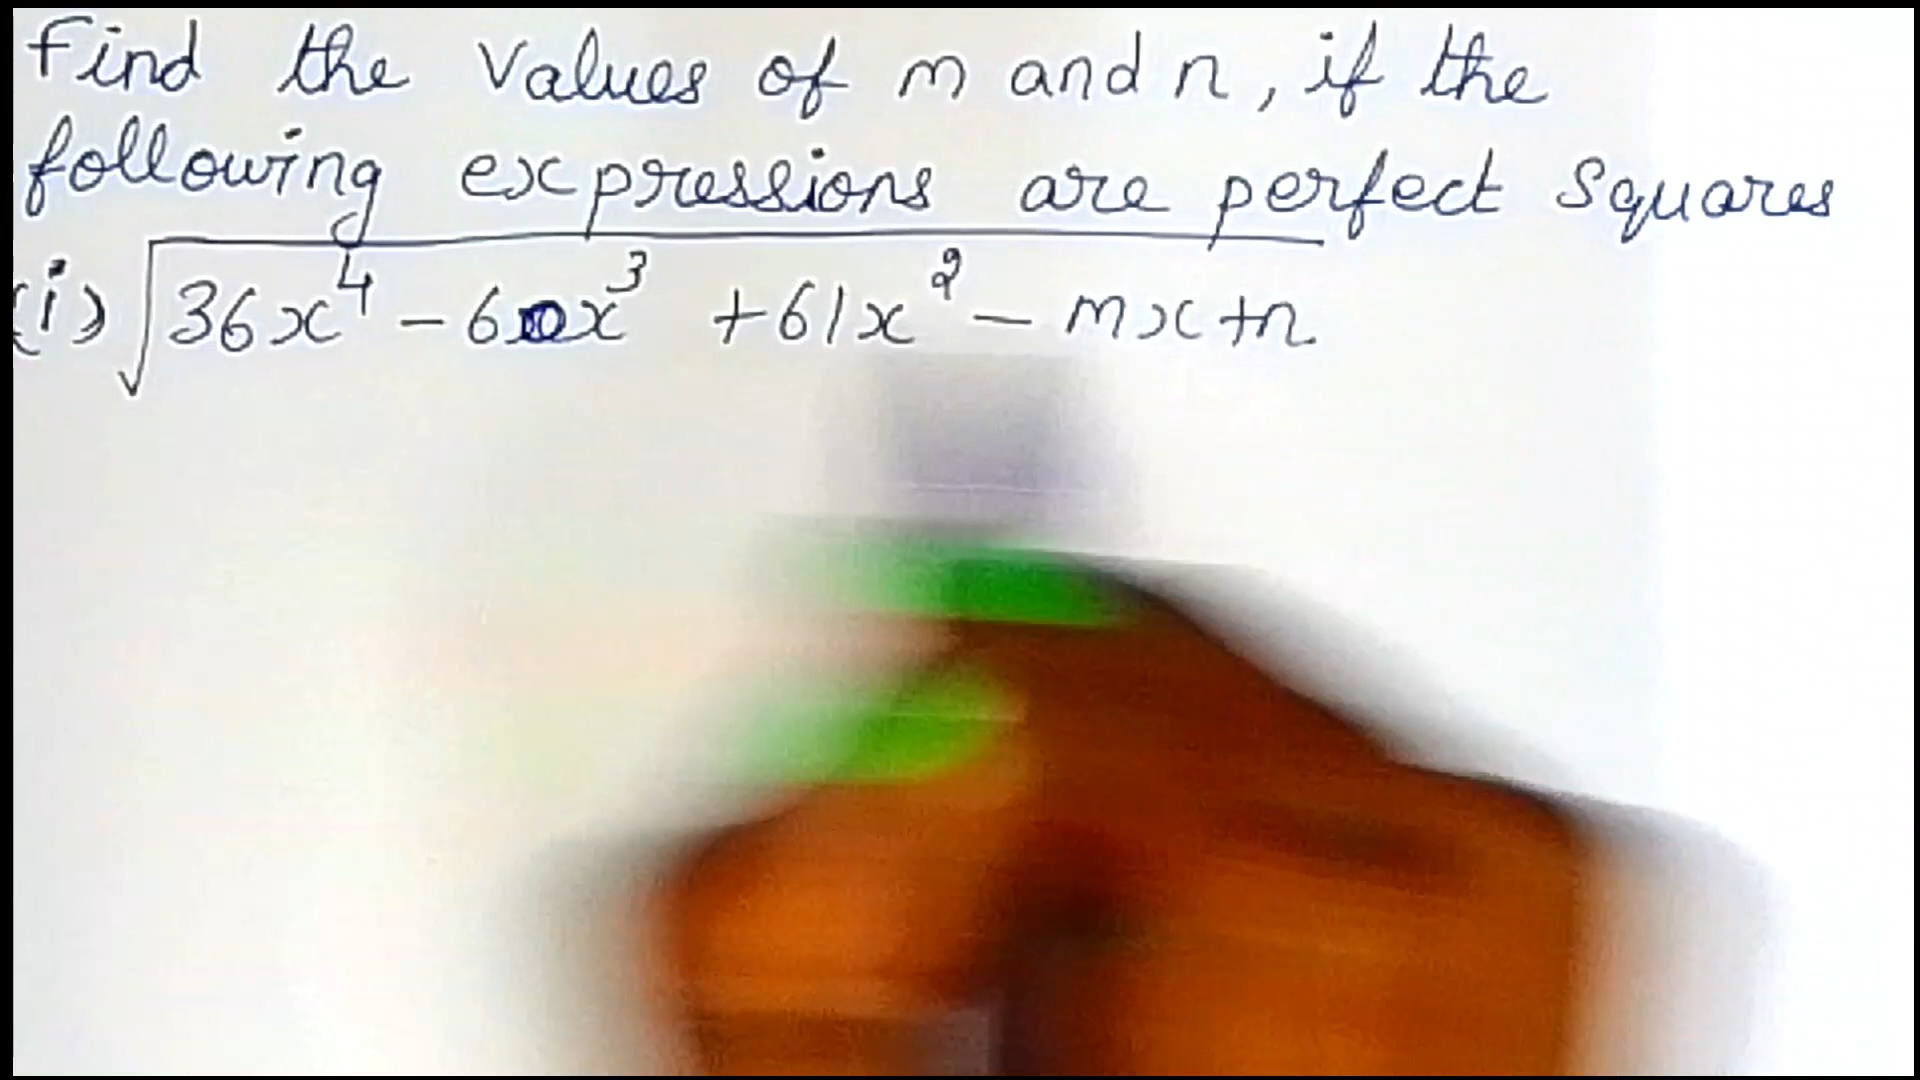 Find the Values of m and n, if the
following expressions are perfect Squares
(i) √36x⁴ - 60x³ + 61x² - mx + n